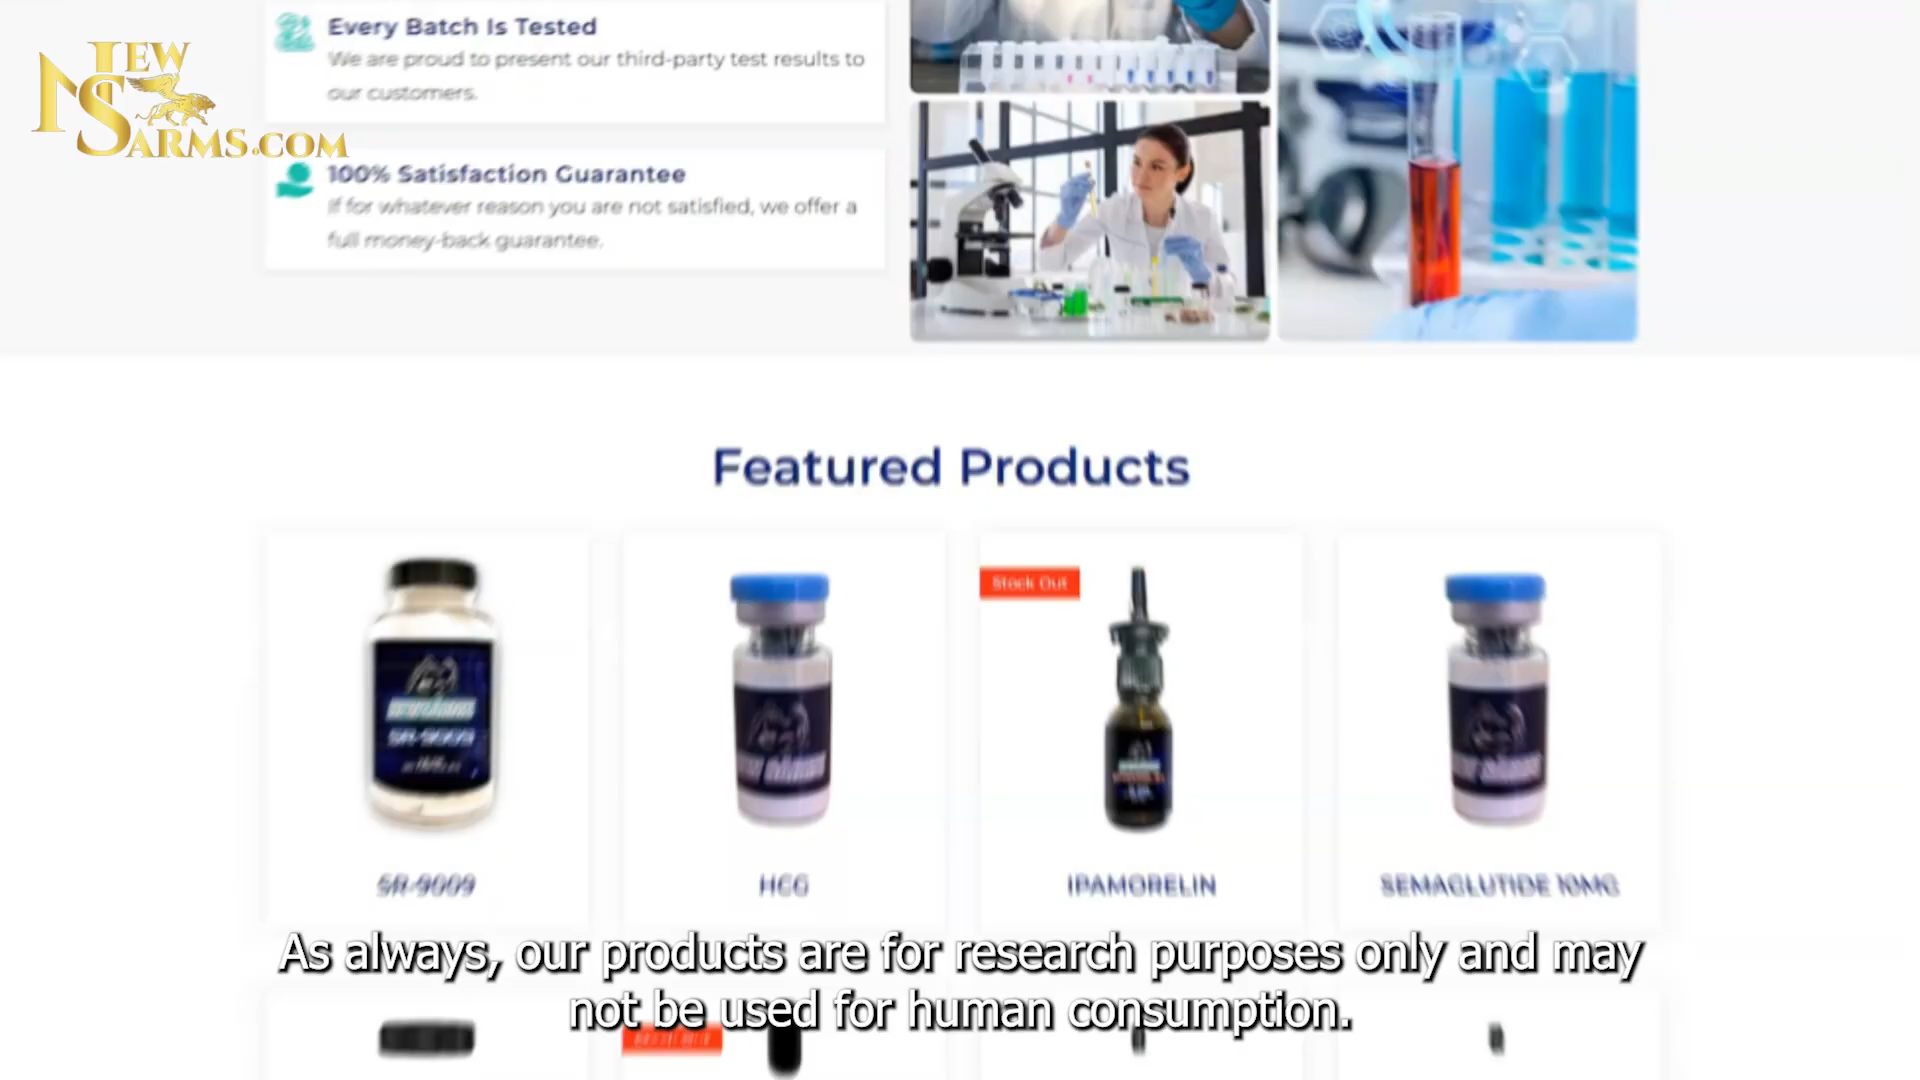 NEW
SARMS.COM
Every Batch Is Tested
We are proud to present our third-party test results to
our customers.
100% Satisfaction Guarantee
If for whatever reason you are not satisfied, we offer a
full money-back guarantee.
Featured Products
Stock Out
SR-9009
SR-9009
HCG
IPAMORELIN
SEMAGLUTIDE 10MG
As always, our products are for research purposes only and may
not be used for human consumption.